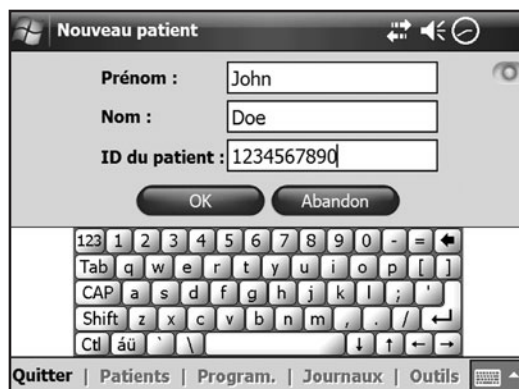 Nouveau patient
Prénom : John
Nom : Doe
ID du patient : 1234567890
OK Abandon
123 1 2 3 4 5 6 7 8 9 0 - = 
Tab q w e r t y u i o p [ ]
CAP a s d f g h j k l ; '
Shift z x c v b n m , . /
Ctl áü ` \
Quitter | Patients | Program. | Journaux | Outils